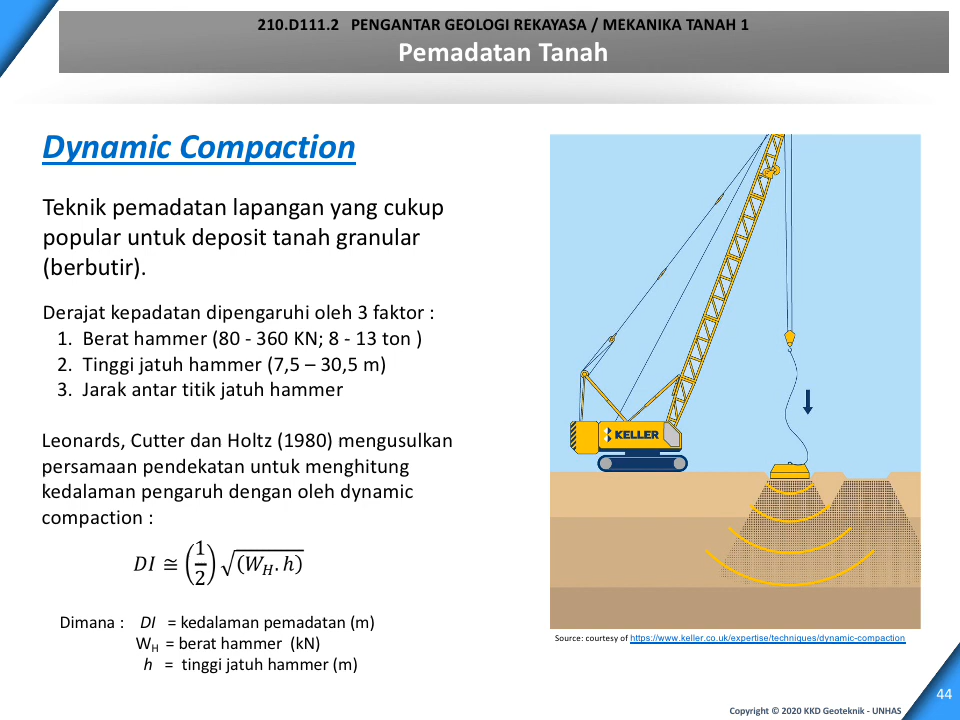 210.D111.2 PENGANTAR GEOLOGI REKAYASA / MEKANIKA TANAH 1
Pemadatan Tanah
Dynamic Compaction
Teknik pemadatan lapangan yang cukup
popular untuk deposit tanah granular
(berbutir).
Derajat kepadatan dipengaruhi oleh 3 faktor :
1. Berat hammer (80 - 360 KN; 8 - 13 ton )
2. Tinggi jatuh hammer (7,5 – 30,5 m)
3. Jarak antar titik jatuh hammer
Leonards, Cutter dan Holtz (1980) mengusulkan
persamaan pendekatan untuk menghitung
kedalaman pengaruh dengan oleh dynamic
compaction :
DI ≅ (1/2) √(W_H . h)
Dimana : DI = kedalaman pemadatan (m)
W_H = berat hammer (kN)
h = tinggi jatuh hammer (m)
KELLER
Source: courtesy of https://www.keller.co.uk/expertise/techniques/dynamic-compaction
44
Copyright © 2020 KKD Geoteknik - UNHAS